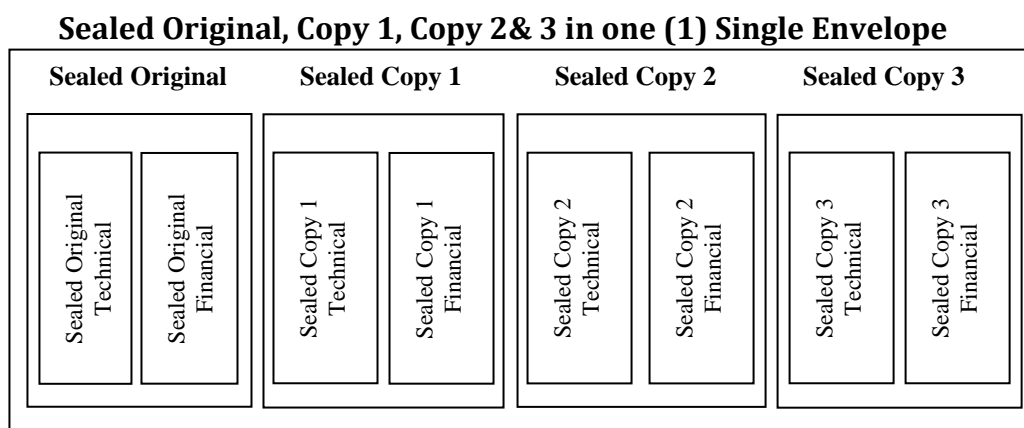 Sealed Original, Copy 1, Copy 2& 3 in one (1) Single Envelope
Sealed Original
Sealed Copy 1
Sealed Copy 2
Sealed Copy 3
Sealed Original
Technical
Sealed Original
Financial
Sealed Copy 1
Technical
Sealed Copy 1
Financial
Sealed Copy 2
Technical
Sealed Copy 2
Financial
Sealed Copy 3
Technical
Sealed Copy 3
Financial